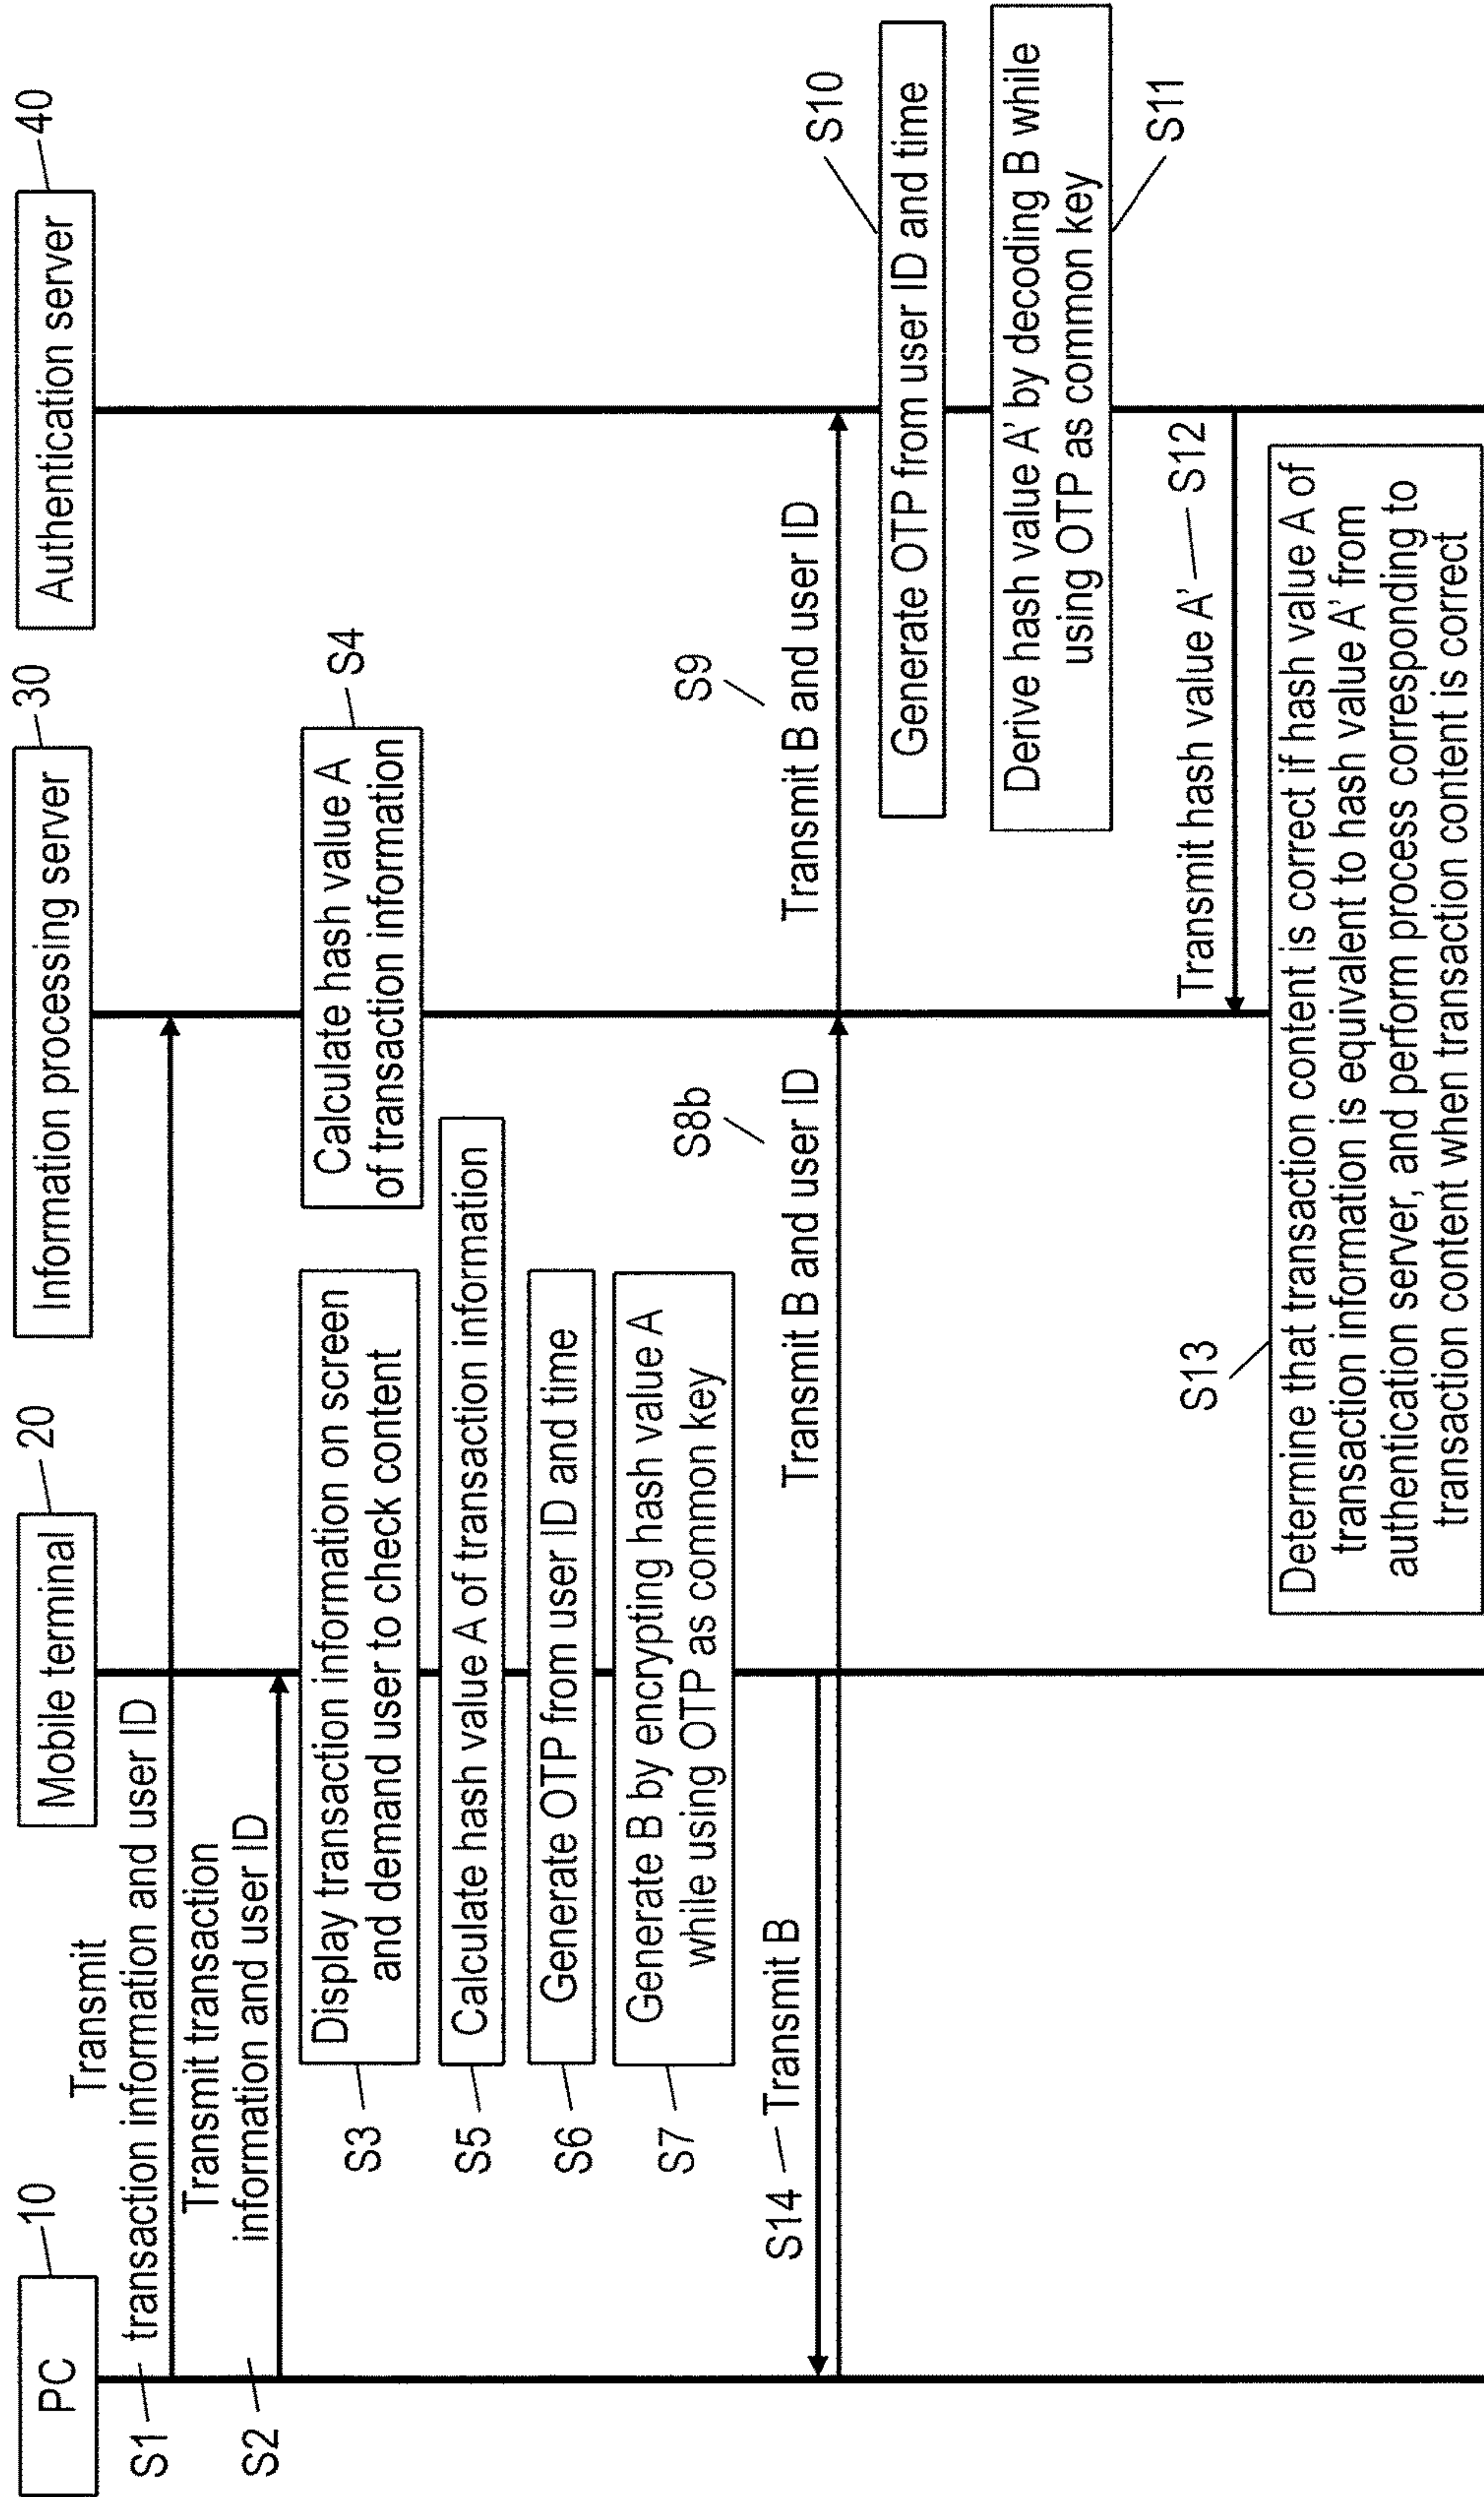 PC
10
Mobile terminal
20
Information processing server
30
Authentication server
40
S1
Transmit
transaction information and user ID
S2
Transmit transaction
information and user ID
S3
Display transaction information on screen
and demand user to check content
S4
Calculate hash value A
of transaction information
S5
Calculate hash value A of transaction information
S6
Generate OTP from user ID and time
S7
Generate B by encrypting hash value A
while using OTP as common key
S14
Transmit B
S8b
Transmit B and user ID
S9
Transmit B and user ID
S10
Generate OTP from user ID and time
Derive hash value A' by decoding B while
using OTP as common key
S11
Transmit hash value A'
S12
S13
Determine that transaction content is correct if hash value A of
transaction information is equivalent to hash value A' from
authentication server, and perform process corresponding to
transaction content when transaction content is correct